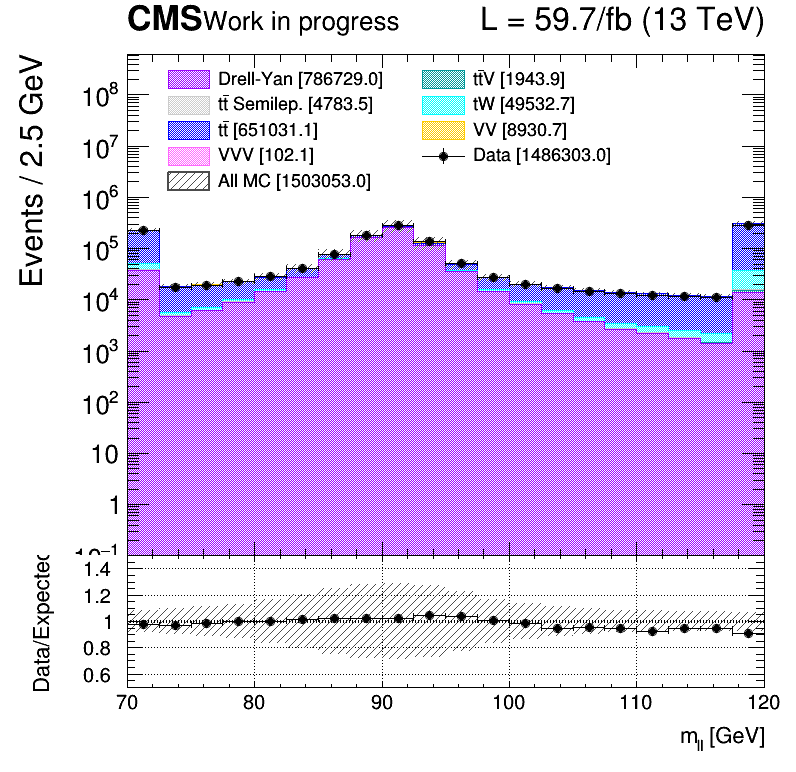 CMS Work in progress L = 59.7/fb (13 TeV)
Events / 2.5 GeV
Drell-Yan [786729.0]
tt̄ Semilep. [4783.5]
tt̄ [651031.1]
VVV [102.1]
All MC [1503053.0]
tt̄V [1943.9]
tW [49532.7]
VV [8930.7]
Data [1486303.0]
10⁸
10⁷
10⁶
10⁵
10⁴
10³
10²
10
1
10⁻¹
Data/Expected
1.4
1.2
1
0.8
0.6
70 80 90 100 110 120
m_ll [GeV]